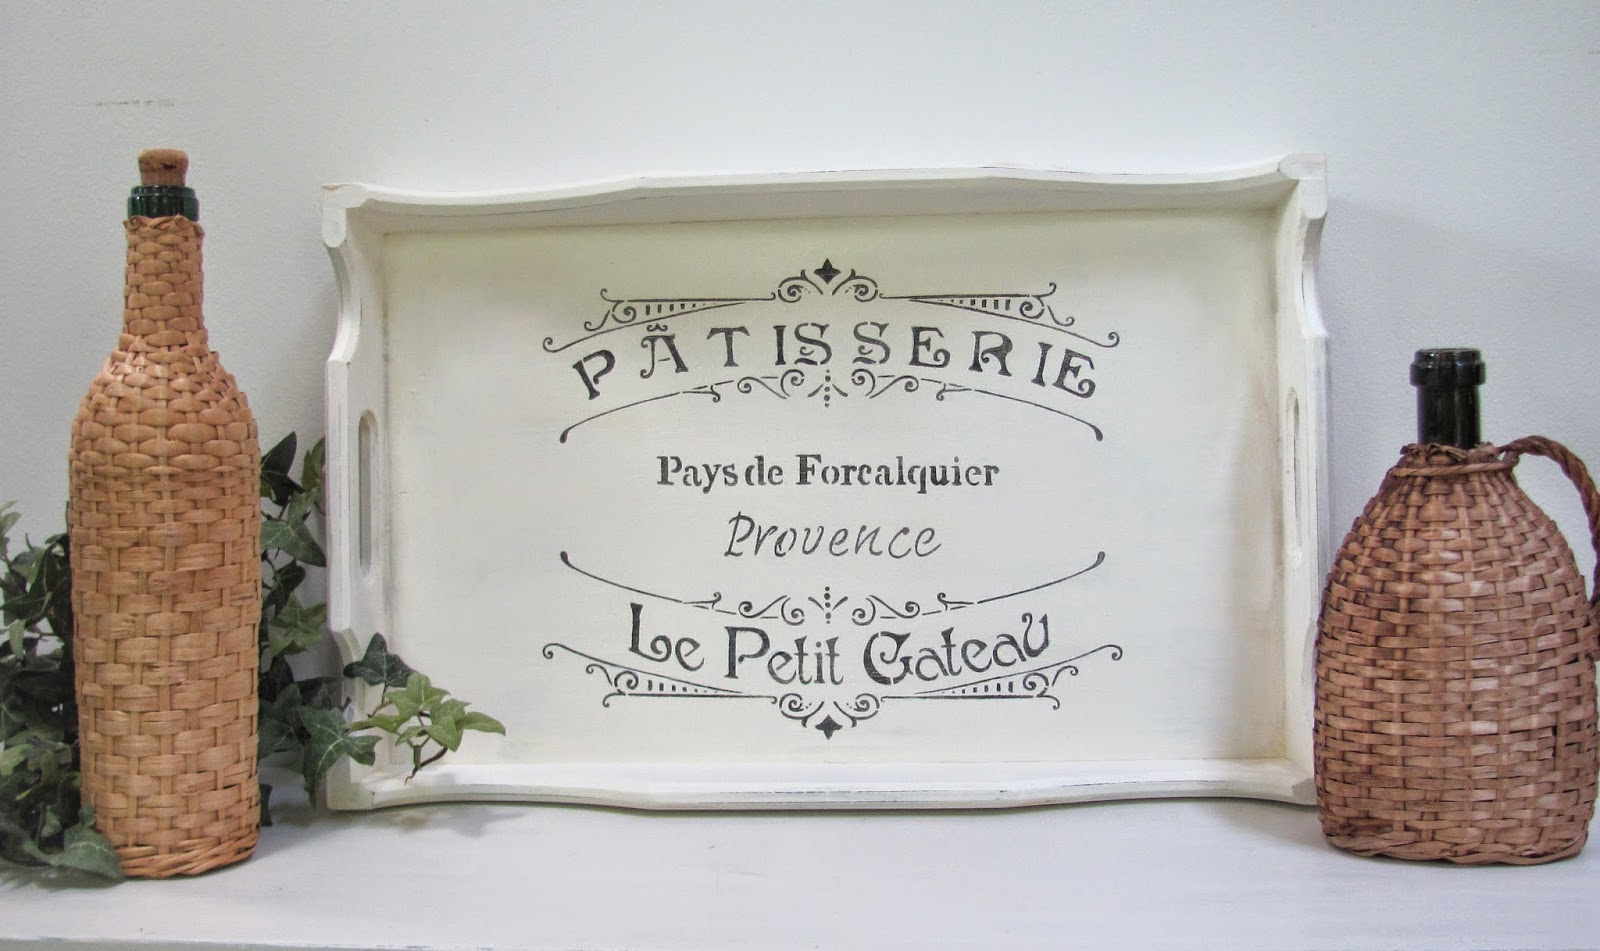 PÂTISSERIE
Pays de Forcalquier
Provence
Le Petit Gateau